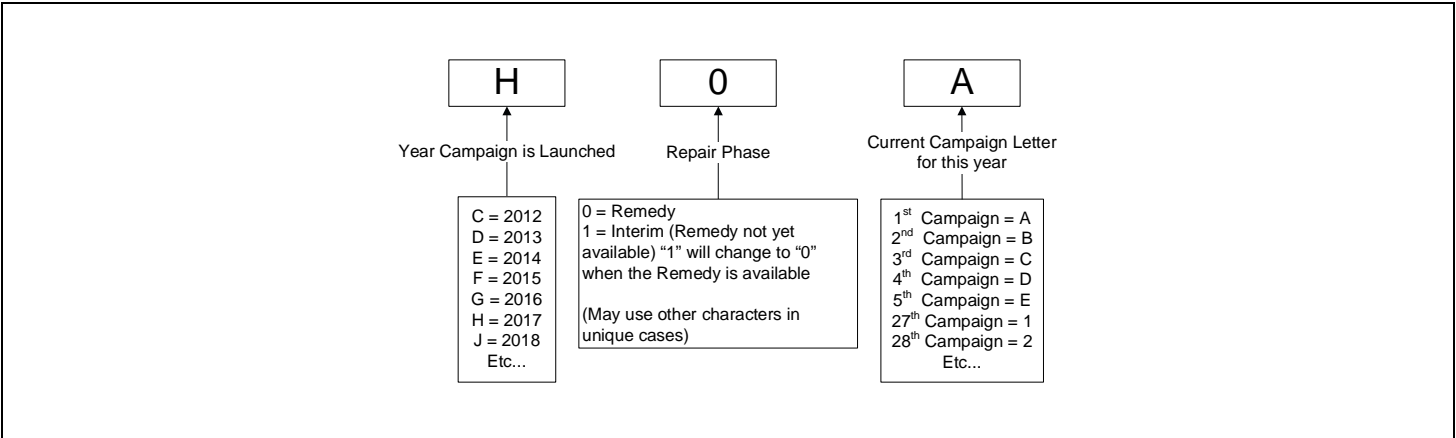 H
0
A
Year Campaign is Launched
Repair Phase
Current Campaign Letter
for this year
C = 2012
D = 2013
E = 2014
F = 2015
G = 2016
H = 2017
J = 2018
Etc...
0 = Remedy
1 = Interim (Remedy not yet
available) “1” will change to “0”
when the Remedy is available
(May use other characters in
unique cases)
1st Campaign = A
2nd Campaign = B
3rd Campaign = C
4th Campaign = D
5th Campaign = E
27th Campaign = 1
28th Campaign = 2
Etc...